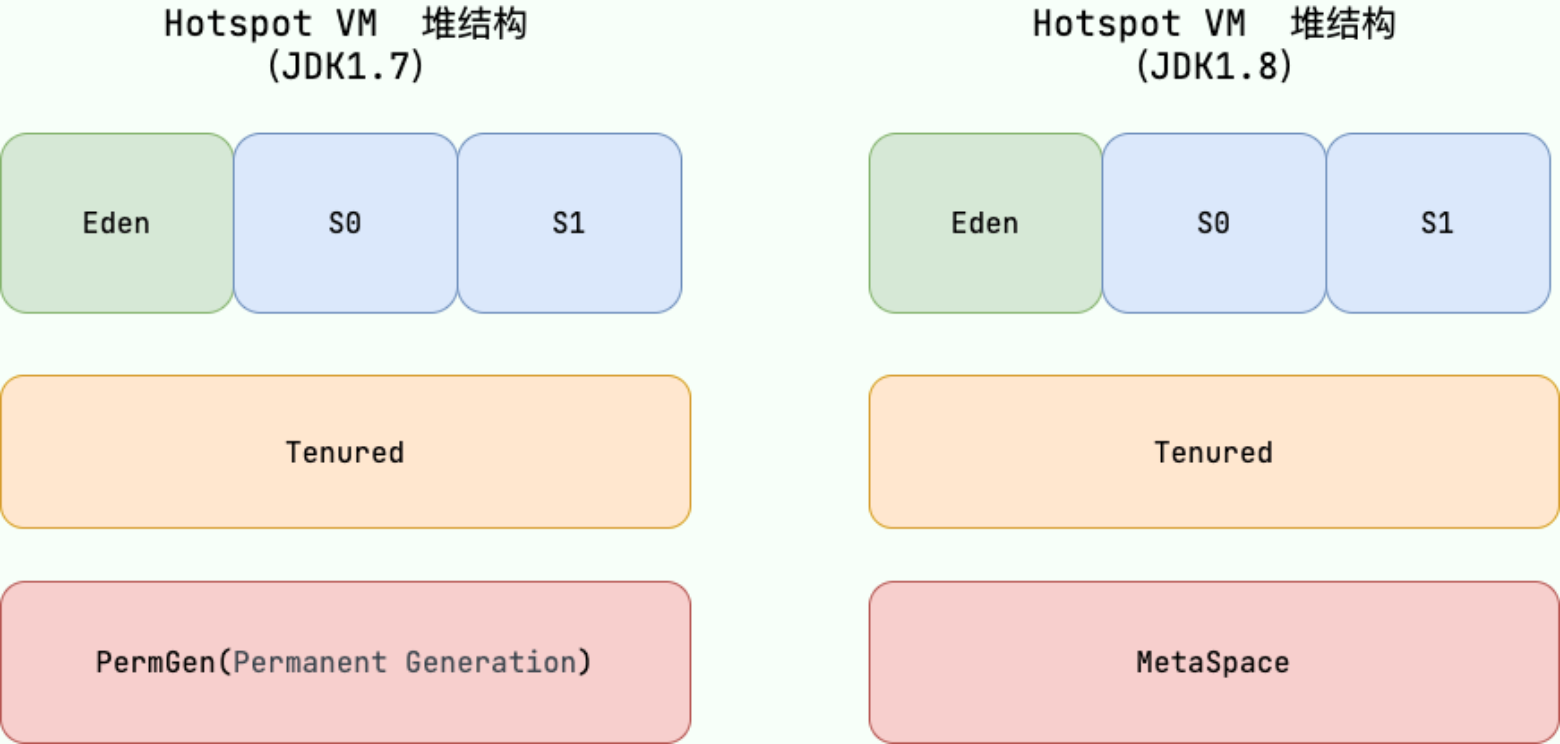 Hotspot VM 堆结构
(JDK1.7)
Eden
S0
S1
Tenured
PermGen(Permanent Generation)
Hotspot VM 堆结构
(JDK1.8)
Eden
S0
S1
Tenured
MetaSpace